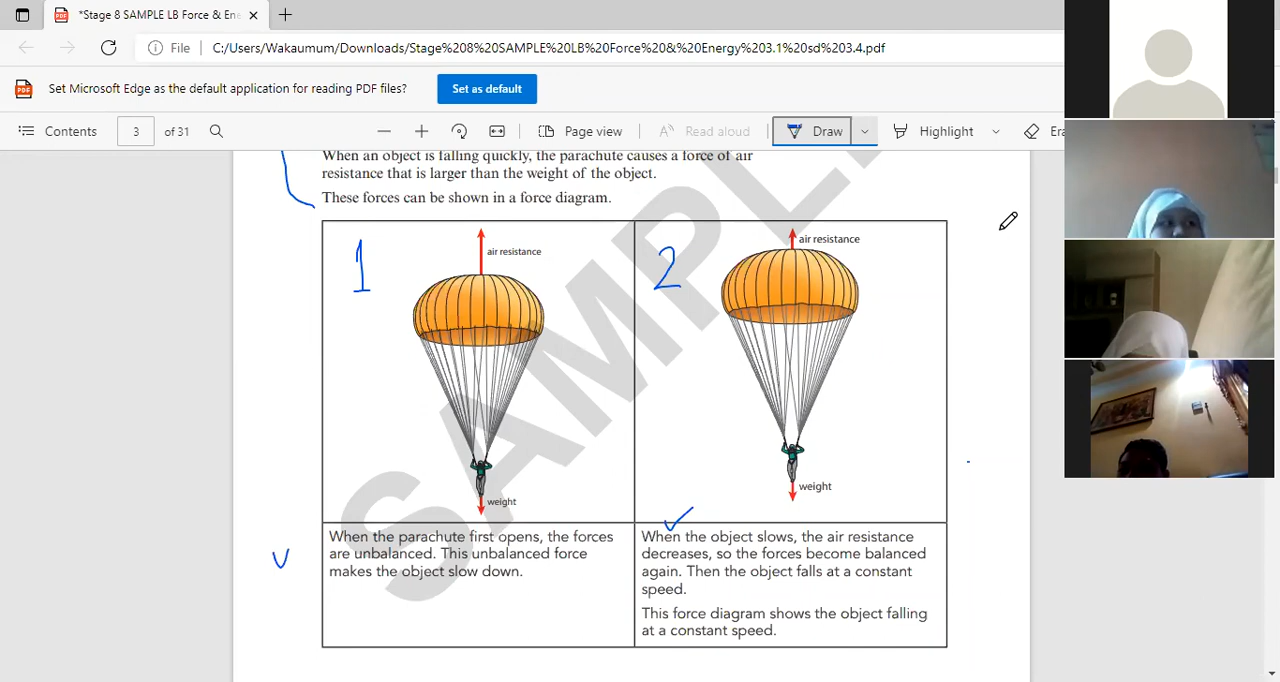 *Stage 8 SAMPLE LB Force & Ene
File
C:/Users/Wakaumum/Downloads/Stage%208%20SAMPLE%20LB%20Force%20&%20Energy%203.1%20sd%203.4.pdf
Set Microsoft Edge as the default application for reading PDF files?
Set as default
Contents
3
of 31
Page view
Read aloud
Draw
Highlight
Era
When an object is falling quickly, the parachute causes a force of air
resistance that is larger than the weight of the object.
These forces can be shown in a force diagram.
1
air resistance
weight
2
air resistance
weight
When the parachute first opens, the forces
are unbalanced. This unbalanced force
makes the object slow down.
When the object slows, the air resistance
decreases, so the forces become balanced
again. Then the object falls at a constant
speed.
This force diagram shows the object falling
at a constant speed.
SAMPLE